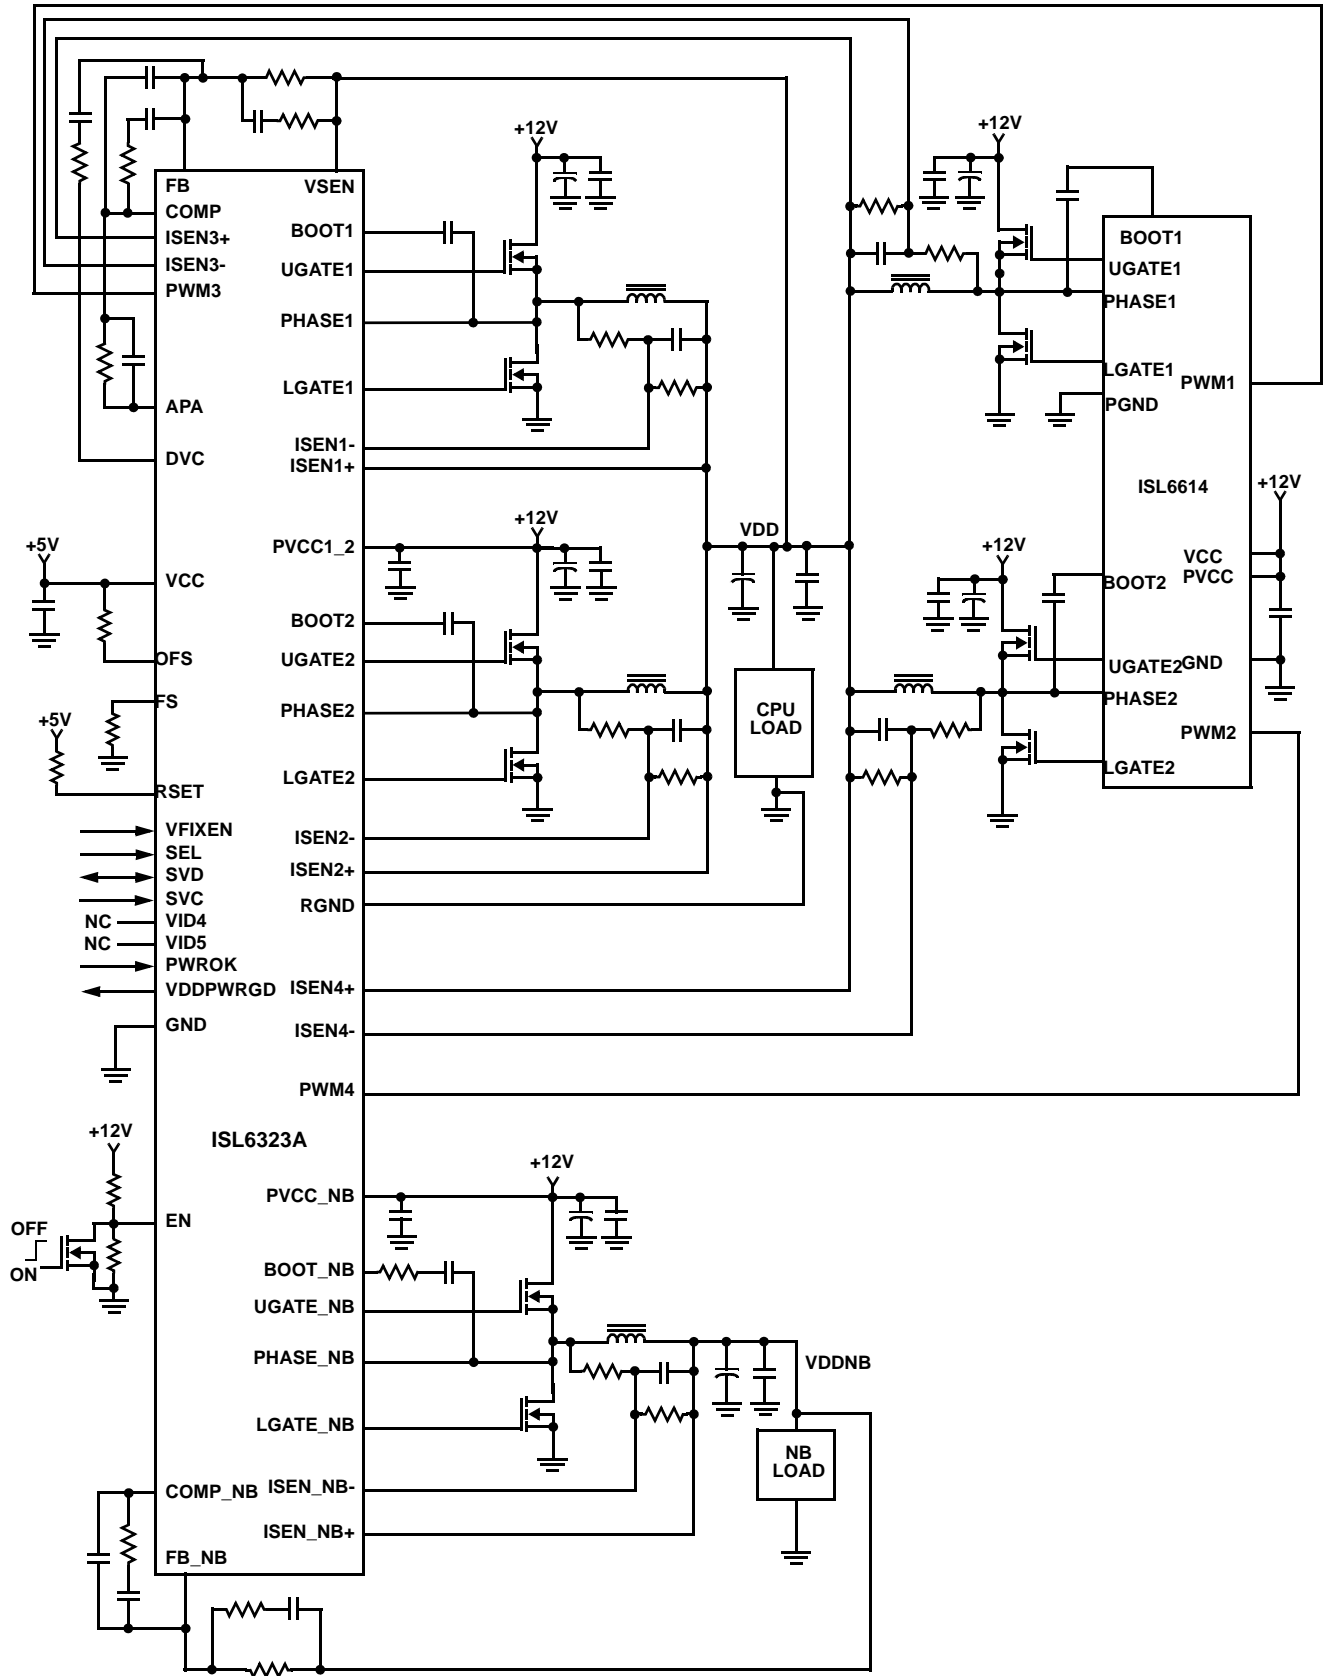 +12V
+12V
FB
VSEN
COMP
ISEN3+
ISEN3-
PWM3
BOOT1
UGATE1
PHASE1
LGATE1
APA
ISEN1-
ISEN1+
DVC
BOOT1
UGATE1
PHASE1
LGATE1
PWM1
PGND
ISL6614
+12V
+5V
+12V
VDD
+12V
PVCC1_2
VCC
VCC
PVCC
BOOT2
BOOT2
UGATE2
OFS
UGATE2
GND
FS
PHASE2
PHASE2
CPU
LOAD
+5V
PWM2
LGATE2
LGATE2
RSET
VFIXEN
ISEN2-
SEL
SVD
ISEN2+
SVC
RGND
NC
VID4
NC
VID5
PWROK
VDDPWRGD
ISEN4+
GND
ISEN4-
PWM4
+12V
ISL6323A
+12V
PVCC_NB
EN
OFF
ON
BOOT_NB
UGATE_NB
PHASE_NB
VDDNB
LGATE_NB
NB
LOAD
COMP_NB
ISEN_NB-
ISEN_NB+
FB_NB